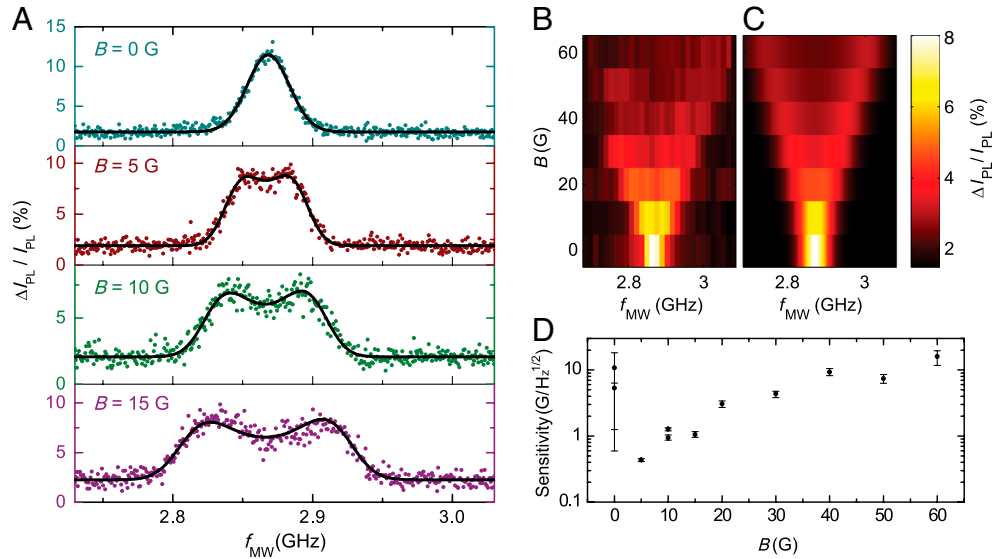 A
B
C
B = 0 G
15
10
5
0
B = 5 G
10
5
0
B = 10 G
5
0
B = 15 G
10
5
0
Δ I_PL / I_PL (%)
2.8
2.9
3.0
f_MW (GHz)
60
40
20
0
B (G)
2.8
3
f_MW (GHz)
2.8
3
f_MW (GHz)
8
6
4
2
Δ I_PL / I_PL (%)
D
10
1
0.1
Sensitivity (G/Hz^1/2)
0
10
20
30
40
50
60
B (G)